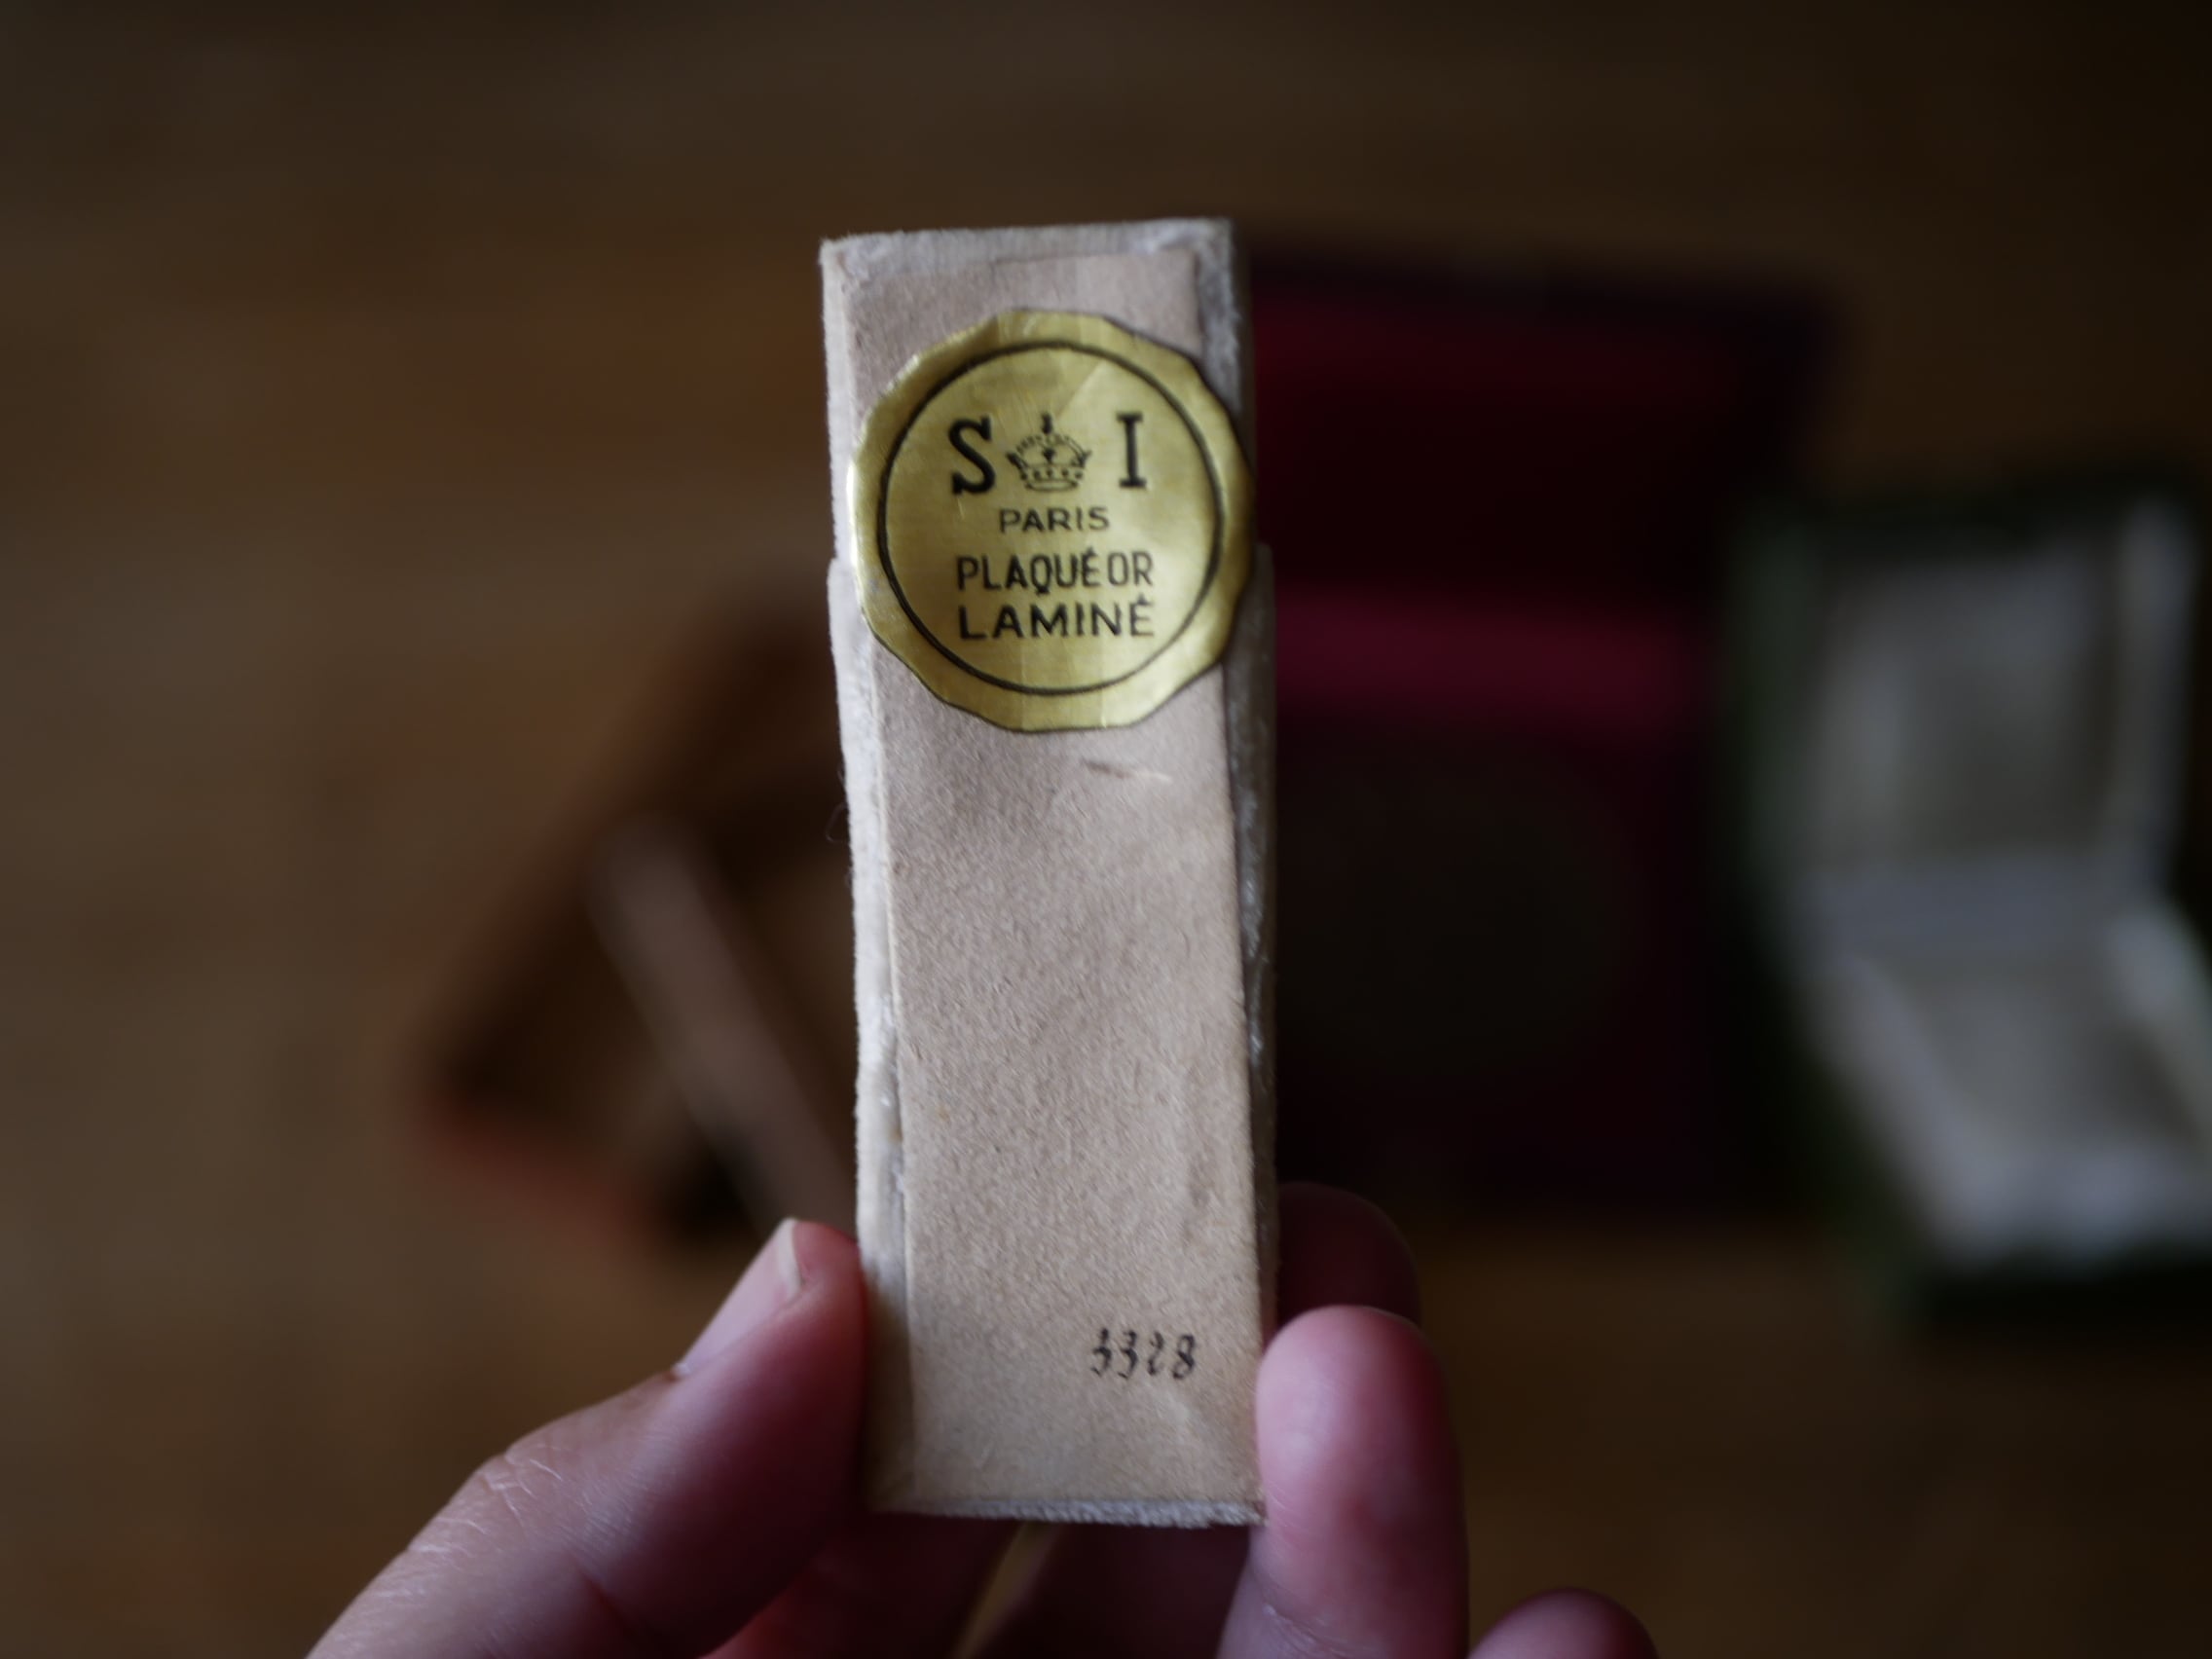 S I
PARIS
PLAQUÉ OR
LAMINÉ
3328